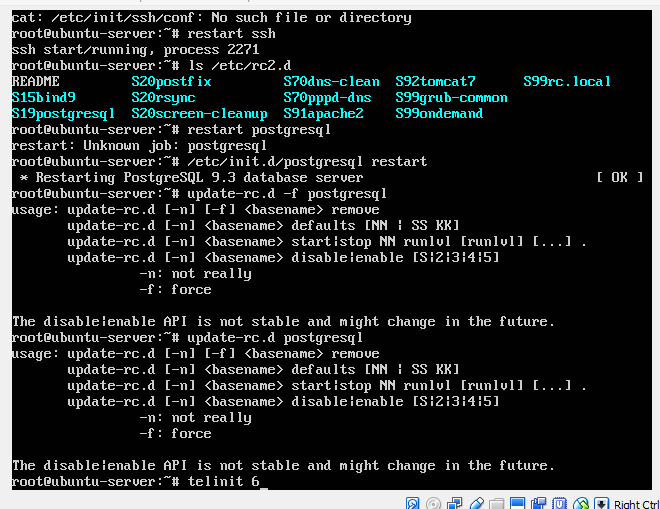 cat: /etc/init/ssh/conf: No such file or directory
root@ubuntu-server:~# restart ssh
ssh start/running, process 2271
root@ubuntu-server:~# ls /etc/rc2.d
README S20postfix S70dns-clean S92tomcat7 S99rc.local
S15bind9 S20rsync S70pppd-dns S99grub-common
S19postgresql S20screen-cleanup S91apache2 S99ondemand
root@ubuntu-server:~# restart postgresql
restart: Unknown job: postgresql
root@ubuntu-server:~# /etc/init.d/postgresql restart
* Restarting PostgreSQL 9.3 database server [ OK ]
root@ubuntu-server:~# update-rc.d -f postgresql
usage: update-rc.d [-n] [-f] <basename> remove
update-rc.d [-n] <basename> defaults [NN | SS KK]
update-rc.d [-n] <basename> start|stop NN runlvl [runlvl] [...] .
update-rc.d [-n] <basename> disable|enable [S|2|3|4|5]
-n: not really
-f: force
The disable|enable API is not stable and might change in the future.
root@ubuntu-server:~# update-rc.d postgresql
usage: update-rc.d [-n] [-f] <basename> remove
update-rc.d [-n] <basename> defaults [NN | SS KK]
update-rc.d [-n] <basename> start|stop NN runlvl [runlvl] [...] .
update-rc.d [-n] <basename> disable|enable [S|2|3|4|5]
-n: not really
-f: force
The disable|enable API is not stable and might change in the future.
root@ubuntu-server:~# telinit 6_
Right Ctrl